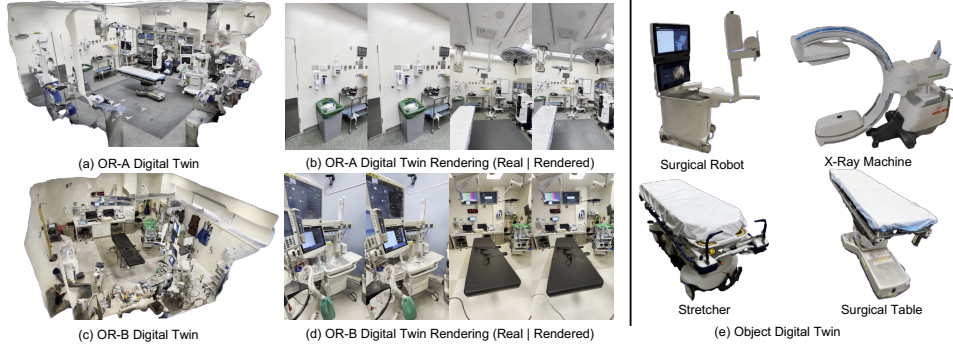 (a) OR-A Digital Twin
(b) OR-A Digital Twin Rendering (Real | Rendered)
(c) OR-B Digital Twin
(d) OR-B Digital Twin Rendering (Real | Rendered)
Surgical Robot
X-Ray Machine
Stretcher
Surgical Table
(e) Object Digital Twin